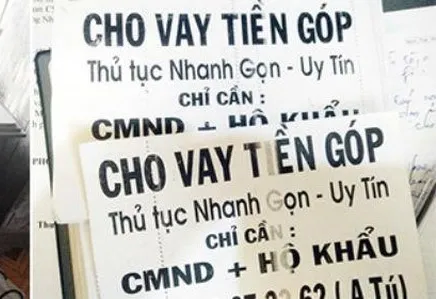 CHO VAY TIỀN GÓP
Thủ tục Nhanh Gọn - Uy Tín
CHỈ CẦN :
CMND + HỘ KHẨU
CHO VAY TIỀN GÓP
Thủ tục Nhanh Gọn - Uy Tín
CHỈ CẦN :
CMND + HỘ KHẨU
62 ( A Tú )